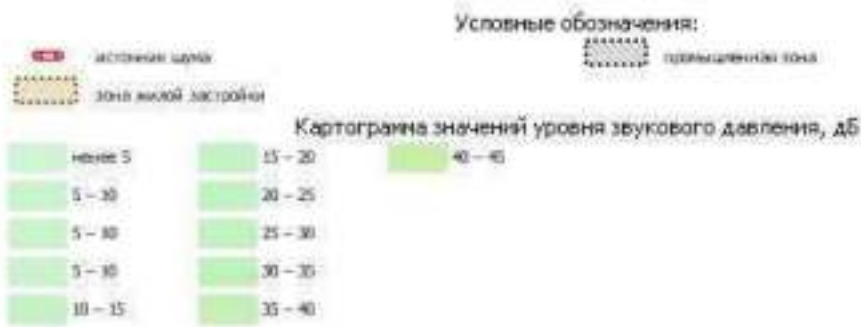 Условные обозначения:
источник шума
промышленная зона
зона жилой застройки
Картограмма значений уровня звукового давления, дБ
менее 5
15 – 20
40 – 45
5 – 10
20 – 25
5 – 10
25 – 30
5 – 10
30 – 35
10 – 15
35 – 40